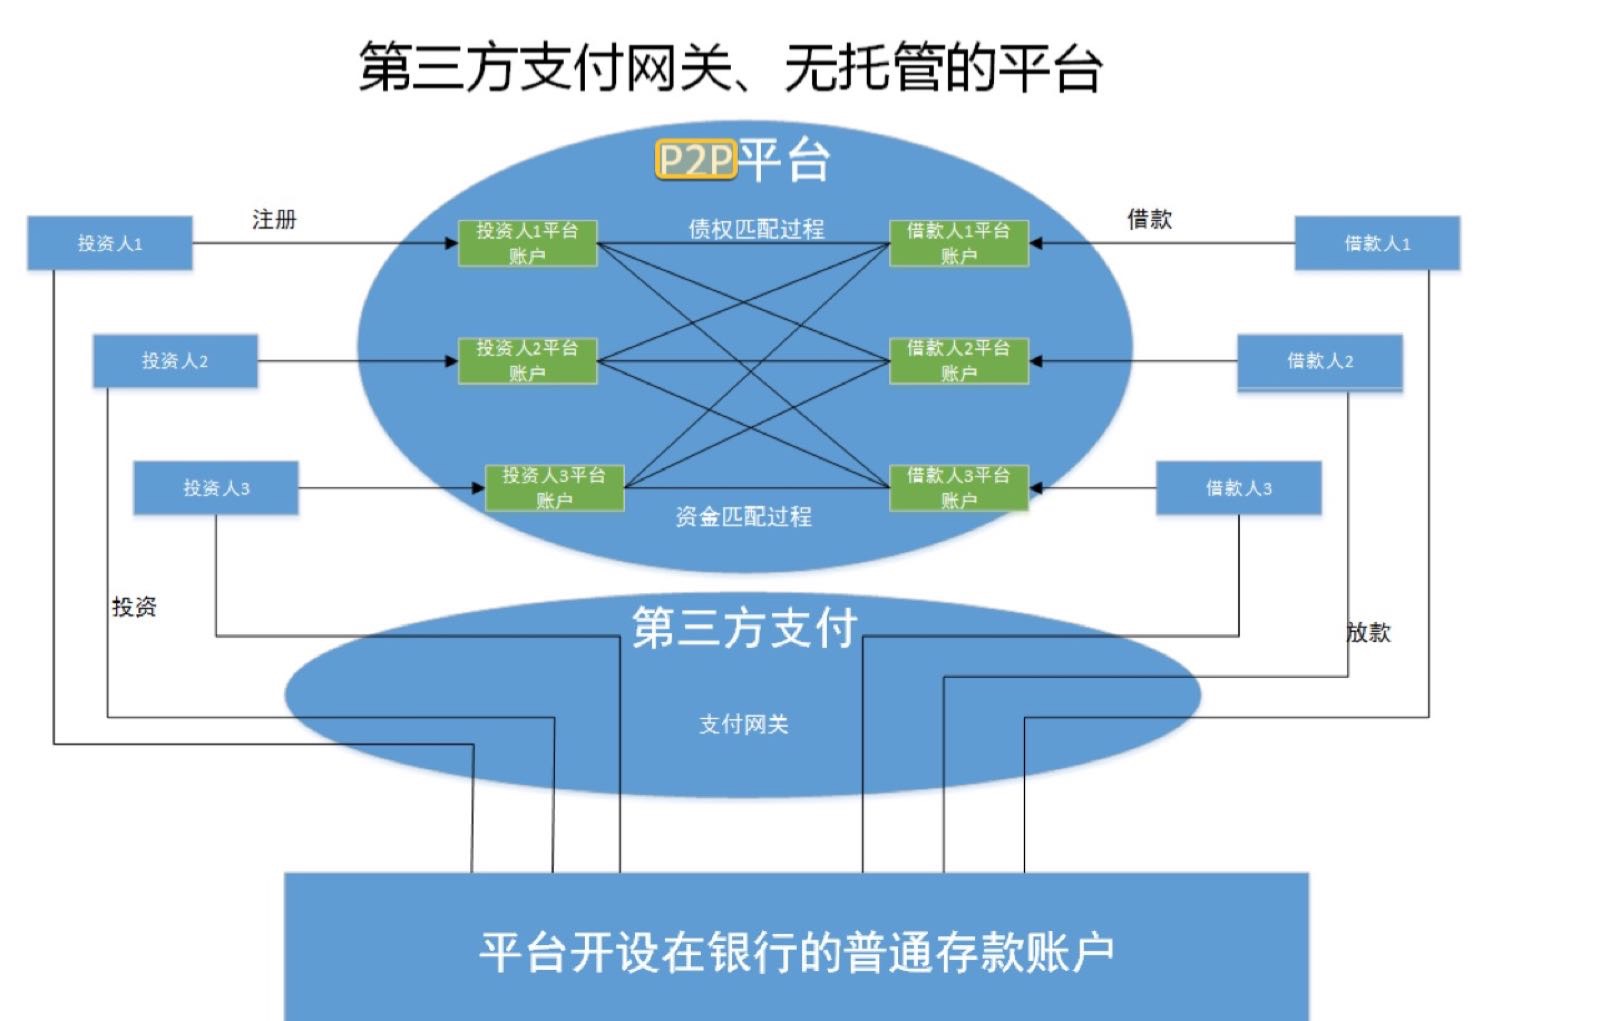 第三方支付网关、无托管的平台
P2P平台
注册
债权匹配过程
借款
投资人1
投资人1平台
账户
借款人1平台
账户
借款人1
投资人2
投资人2平台
账户
借款人2平台
账户
借款人2
投资人3
投资人3平台
账户
借款人3平台
账户
借款人3
资金匹配过程
投资
第三方支付
放款
支付网关
平台开设在银行的普通存款账户